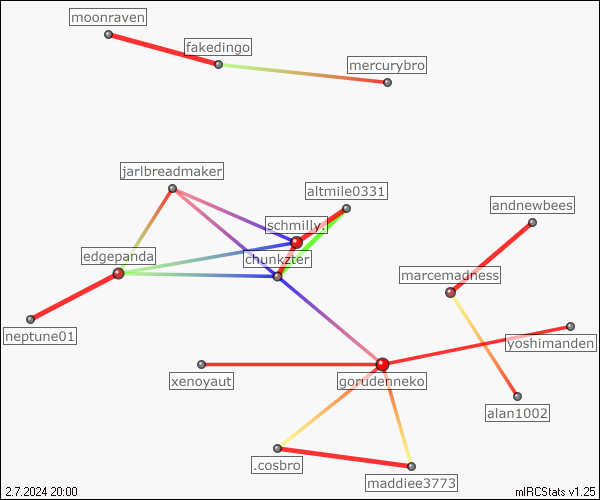 moonraven
fakedingo
mercurybro
jarlbreadmaker
altmile0331
andnewbees
schmilly.
edgepanda
chunkzter
marcemadness
neptune01
yoshimanden
xenoyaut
gorudenneko
alan1002
.cosbro
maddiee3773
2.7.2024 20:00
mIRCStats v1.25